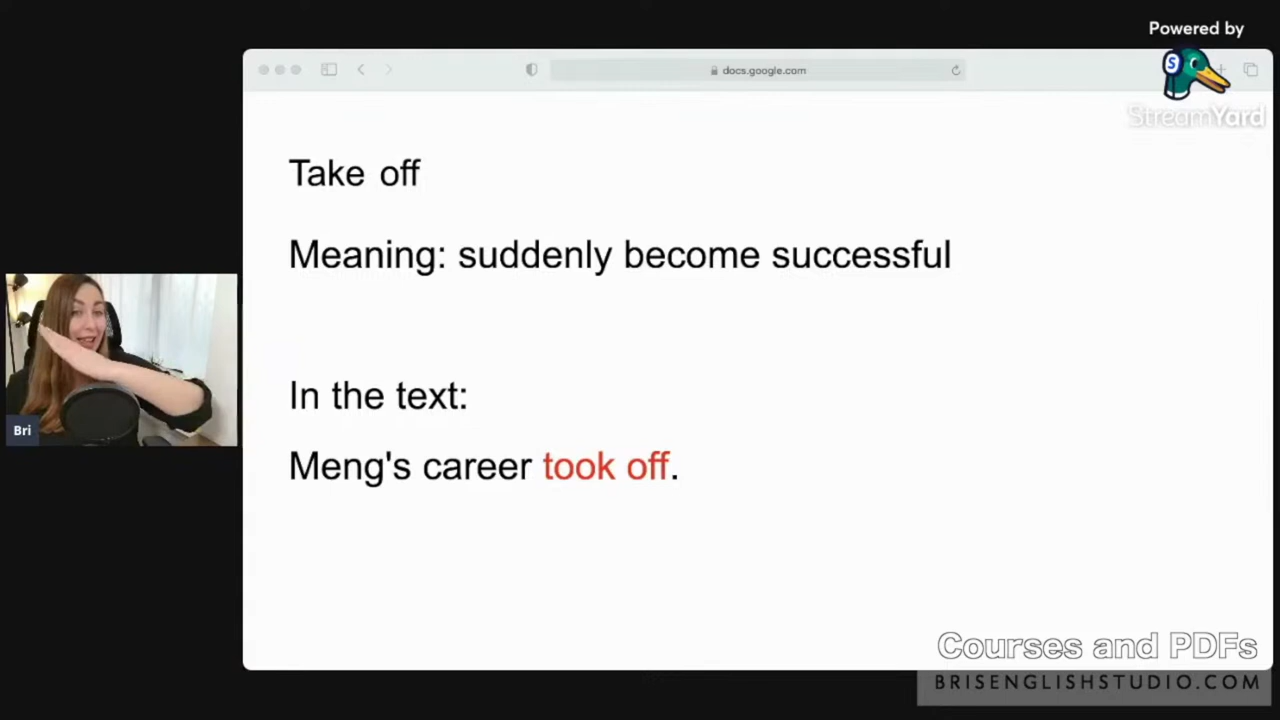 Powered by
StreamYard
docs.google.com
Take off
Meaning: suddenly become successful
In the text:
Meng's career took off.
Bri
Courses and PDFs
BRISENGLISHSTUDIO.COM